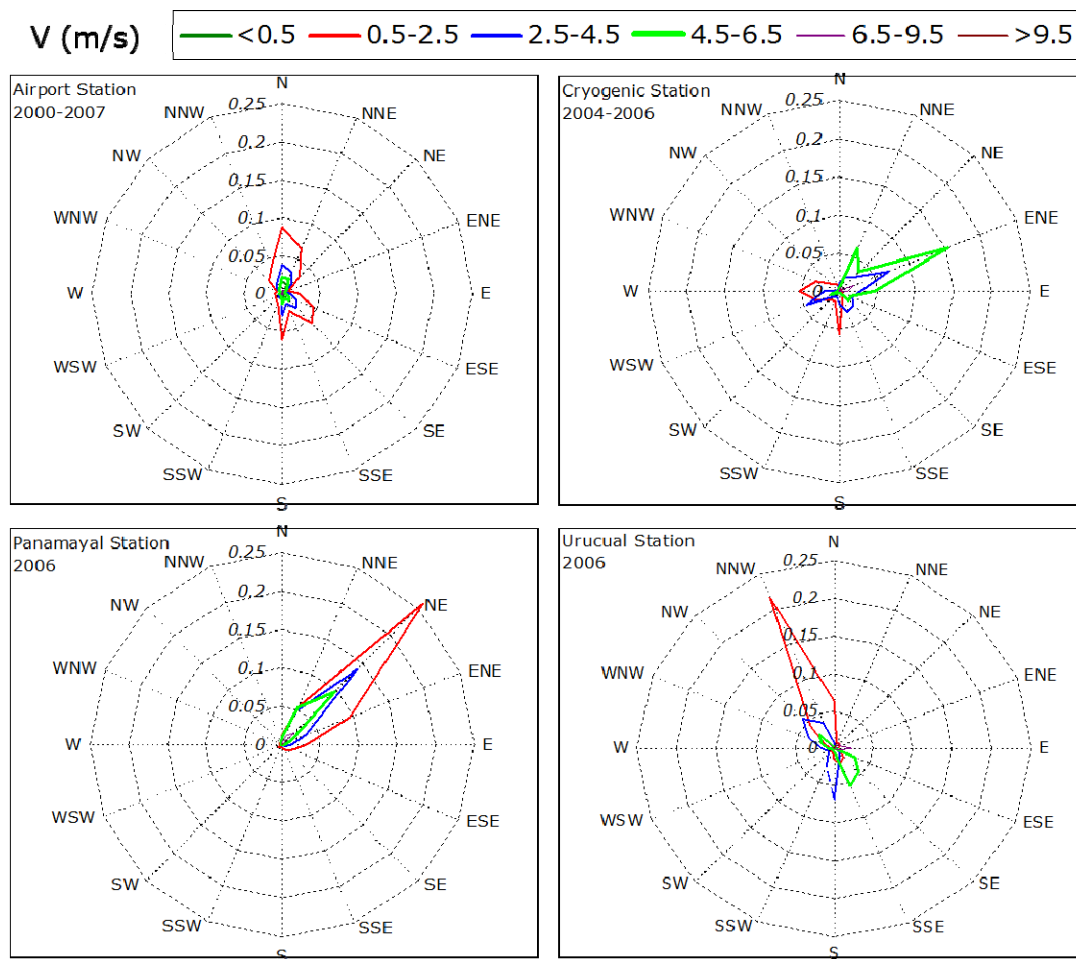 V (m/s) <0.5 0.5-2.5 2.5-4.5 4.5-6.5 6.5-9.5 >9.5
Airport Station
2000-2007
N
NNE
NE
ENE
E
ESE
SE
SSE
S
SSW
SW
WSW
W
WNW
NW
NNW
0.25
0.2
0.15
0.1
0.05
0
Cryogenic Station
2004-2006
N
NNE
NE
ENE
E
ESE
SE
SSE
S
SSW
SW
WSW
W
WNW
NW
NNW
0.25
0.2
0.15
0.1
0.05
0
Panamayal Station
2006
N
NNE
NE
ENE
E
ESE
SE
SSE
S
SSW
SW
WSW
W
WNW
NW
NNW
0.25
0.2
0.15
0.1
0.05
0
Urucual Station
2006
N
NNE
NE
ENE
E
ESE
SE
SSE
S
SSW
SW
WSW
W
WNW
NW
NNW
0.25
0.2
0.15
0.1
0.05
0